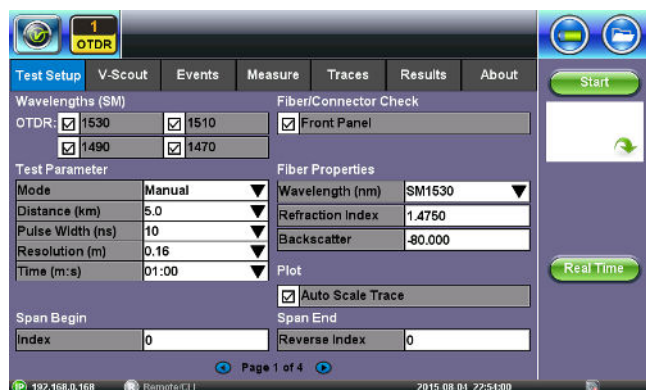 1
OTDR
Test Setup V-Scout Events Measure Traces Results About
Start
Wavelengths (SM) Fiber/Connector Check
OTDR: 1530 1510 Front Panel
1490 1470
Test Parameter Fiber Properties
Mode Manual Wavelength (nm) SM1530
Distance (km) 5.0 Refraction Index 1.4750
Pulse Width (ns) 10 Backscatter -80.000
Resolution (m) 0.16
Time (m:s) 01:00 Plot
Real Time
Auto Scale Trace
Span Begin Span End
Index 0 Reverse Index 0
Page 1 of 4
IP 192.168.0.168 R Remote/CLI 2015.08.04 22:54:00